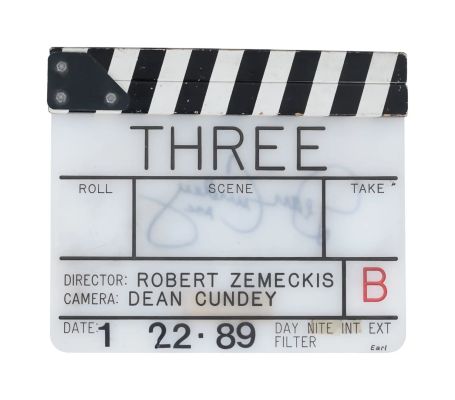 THREE
ROLL SCENE TAKE
DIRECTOR: ROBERT ZEMECKIS
CAMERA: DEAN CUNDEY
B
DATE: 1 22·89 DAY NITE INT EXT
FILTER
Earl